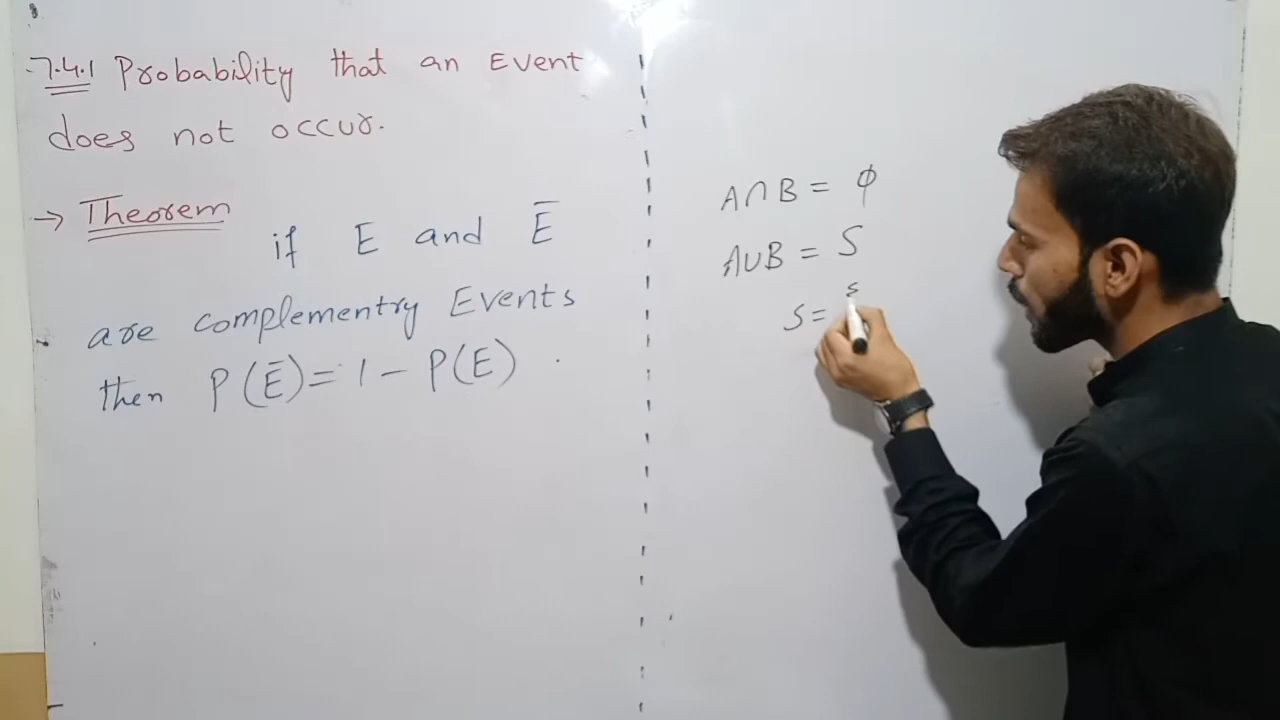 7.4.1 Probability that an Event
does not occur.
→ Theorem
if E and Ē
are complementry Events
then P(Ē) = 1 - P(E).
A∩B = φ
A∪B = S
S = s